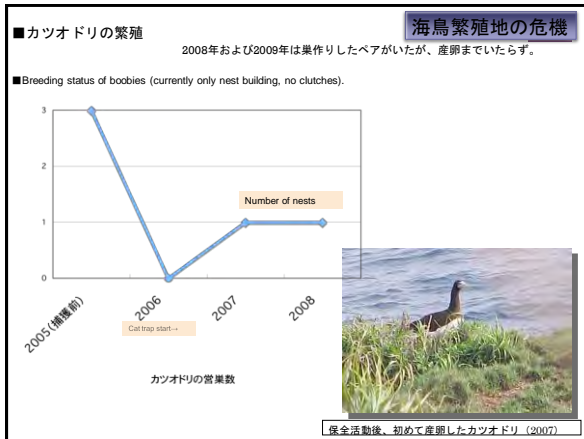 ■カツオドリの繁殖
海鳥繁殖地の危機
2008年および2009年は巣作りしたペアがいたが、産卵までいたらず。
■Breeding status of boobies (currently only nest building, no clutches).
3
2
1
0
Number of nests
2005(捕獲前)
2006
2007
2008
Cat trap start→
カツオドリの営巣数
保全活動後、初めて産卵したカツオドリ（2007）